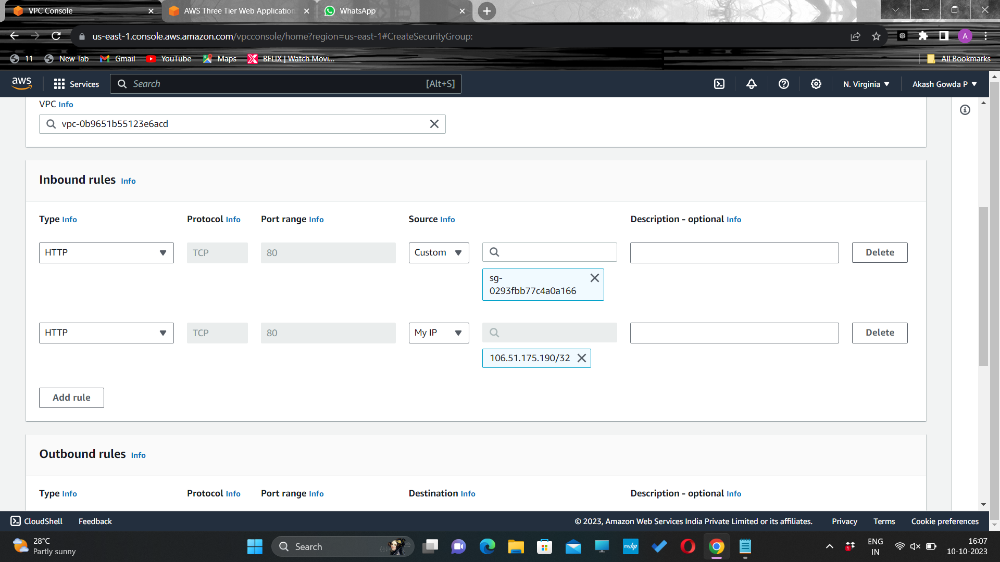 VPC Console
AWS Three Tier Web Application
WhatsApp
us-east-1.console.aws.amazon.com/vpcconsole/home?region=us-east-1#CreateSecurityGroup:
A
11
New Tab
Gmail
YouTube
Maps
BFLIX | Watch Movi...
All Bookmarks
aws
Services
Search
[Alt+S]
N. Virginia
Akash Gowda P
VPC Info
vpc-0b9651b55123e6acd
Inbound rules Info
Type Info
Protocol Info
Port range Info
Source Info
Description - optional Info
HTTP
TCP
80
Custom
Delete
sg-
0293fbb77c4a0a166
HTTP
TCP
80
My IP
Delete
106.51.175.190/32
Add rule
Outbound rules Info
Type Info
Protocol Info
Port range Info
Destination Info
Description - optional Info
CloudShell
Feedback
© 2023, Amazon Web Services India Private Limited or its affiliates.
Privacy
Terms
Cookie preferences
28°C
Partly sunny
Search
myhp
1
ENG
IN
16:07
10-10-2023